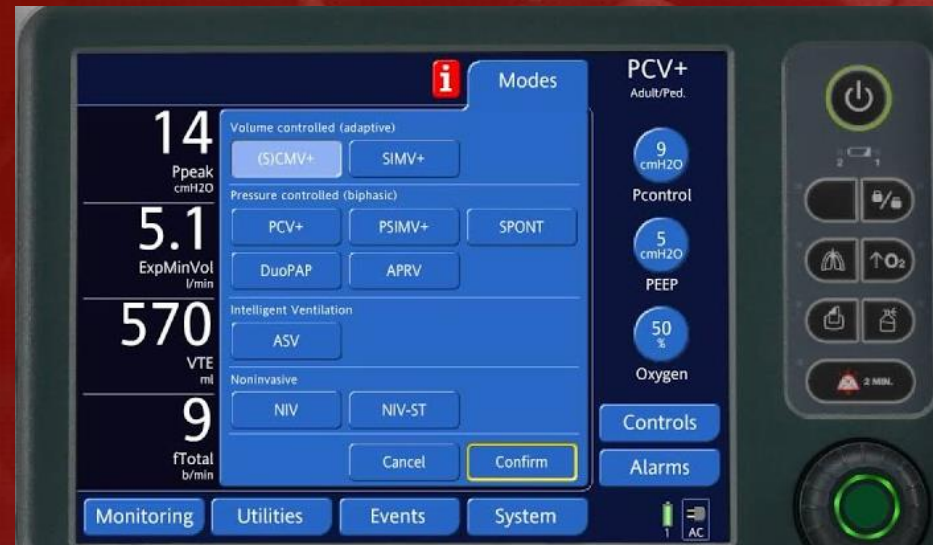 i
Modes
PCV+
Adult/Ped.
14
Ppeak
cmH2O
5.1
ExpMinVol
l/min
570
VTE
ml
9
fTotal
b/min
Volume controlled (adaptive)
(S)CMV+ SIMV+
Pressure controlled (biphasic)
PCV+ PSIMV+ SPONT
DuoPAP APRV
Intelligent Ventilation
ASV
Noninvasive
NIV NIV-ST
Cancel Confirm
9
cmH2O
Pcontrol
5
cmH2O
PEEP
50
%
Oxygen
Controls
Alarms
Monitoring Utilities Events System
1 AC
2 1
↑O₂
2 MIN.